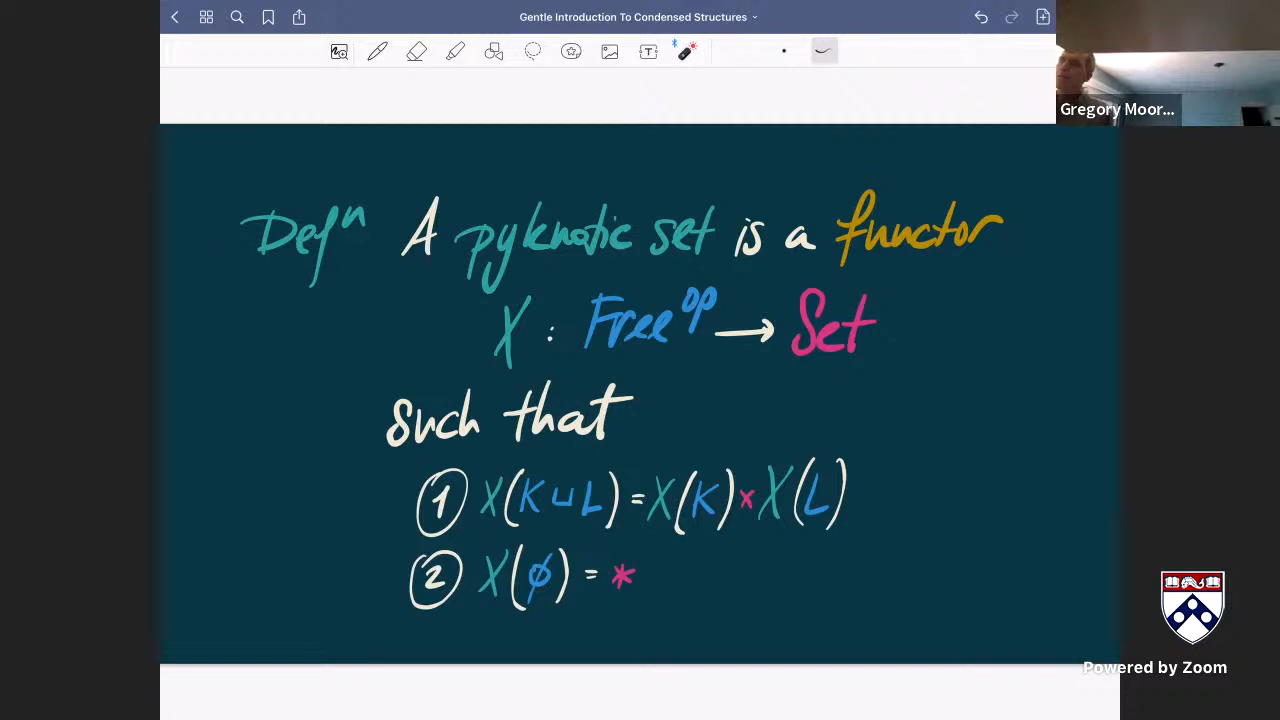 Gentle Introduction To Condensed Structures
Gregory Moor...
Defⁿ A pyknotic set is a functor
X : Free^op → Set
such that
① X(K ⊔ L) = X(K) × X(L)
② X(ϕ) = *
Powered by Zoom